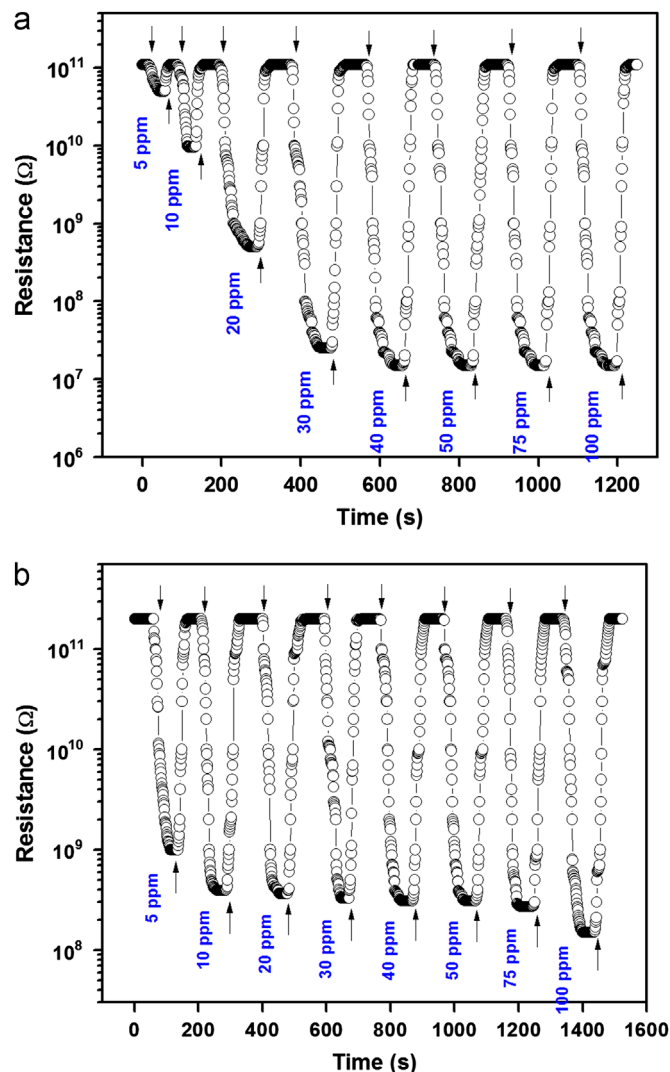 a
10¹¹
10¹⁰
10⁹
10⁸
10⁷
10⁶
Resistance (Ω)
5 ppm
10 ppm
20 ppm
30 ppm
40 ppm
50 ppm
75 ppm
100 ppm
0 200 400 600 800 1000 1200
Time (s)
b
10¹¹
10¹⁰
10⁹
10⁸
Resistance (Ω)
5 ppm
10 ppm
20 ppm
30 ppm
40 ppm
50 ppm
75 ppm
100 ppm
0 200 400 600 800 1000 1200 1400 1600
Time (s)